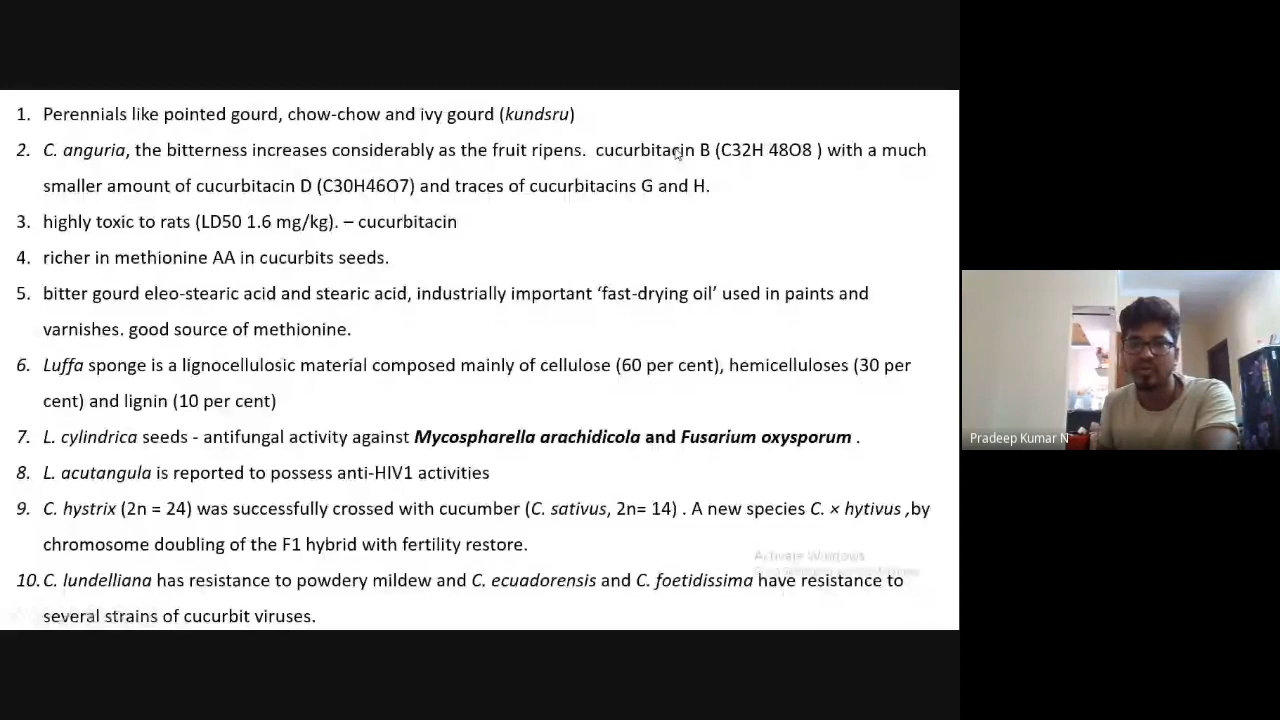 1. Perennials like pointed gourd, chow-chow and ivy gourd (kundsru)
2. C. anguria, the bitterness increases considerably as the fruit ripens. cucurbitacin B (C32H 48O8 ) with a much
smaller amount of cucurbitacin D (C30H46O7) and traces of cucurbitacins G and H.
3. highly toxic to rats (LD50 1.6 mg/kg). – cucurbitacin
4. richer in methionine AA in cucurbits seeds.
5. bitter gourd eleo-stearic acid and stearic acid, industrially important ‘fast-drying oil’ used in paints and
varnishes. good source of methionine.
6. Luffa sponge is a lignocellulosic material composed mainly of cellulose (60 per cent), hemicelluloses (30 per
cent) and lignin (10 per cent)
7. L. cylindrica seeds - antifungal activity against Mycospharella arachidicola and Fusarium oxysporum .
8. L. acutangula is reported to possess anti-HIV1 activities
9. C. hystrix (2n = 24) was successfully crossed with cucumber (C. sativus, 2n= 14) . A new species C. × hytivus ,by
chromosome doubling of the F1 hybrid with fertility restore.
Activate Windows
10. C. lundelliana has resistance to powdery mildew and C. ecuadorensis and C. foetidissima have resistance to
several strains of cucurbit viruses.
Pradeep Kumar N